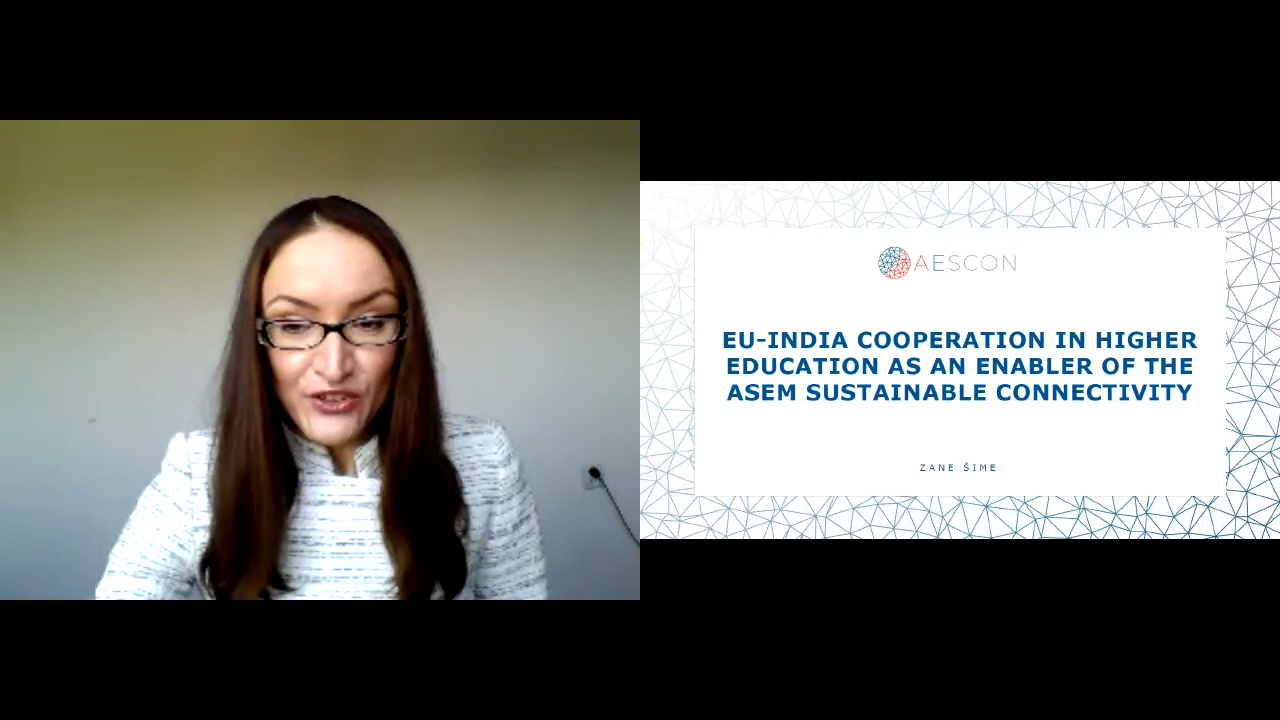 AESCON
EU-INDIA COOPERATION IN HIGHER
EDUCATION AS AN ENABLER OF THE
ASEM SUSTAINABLE CONNECTIVITY
ZANE ŠIME